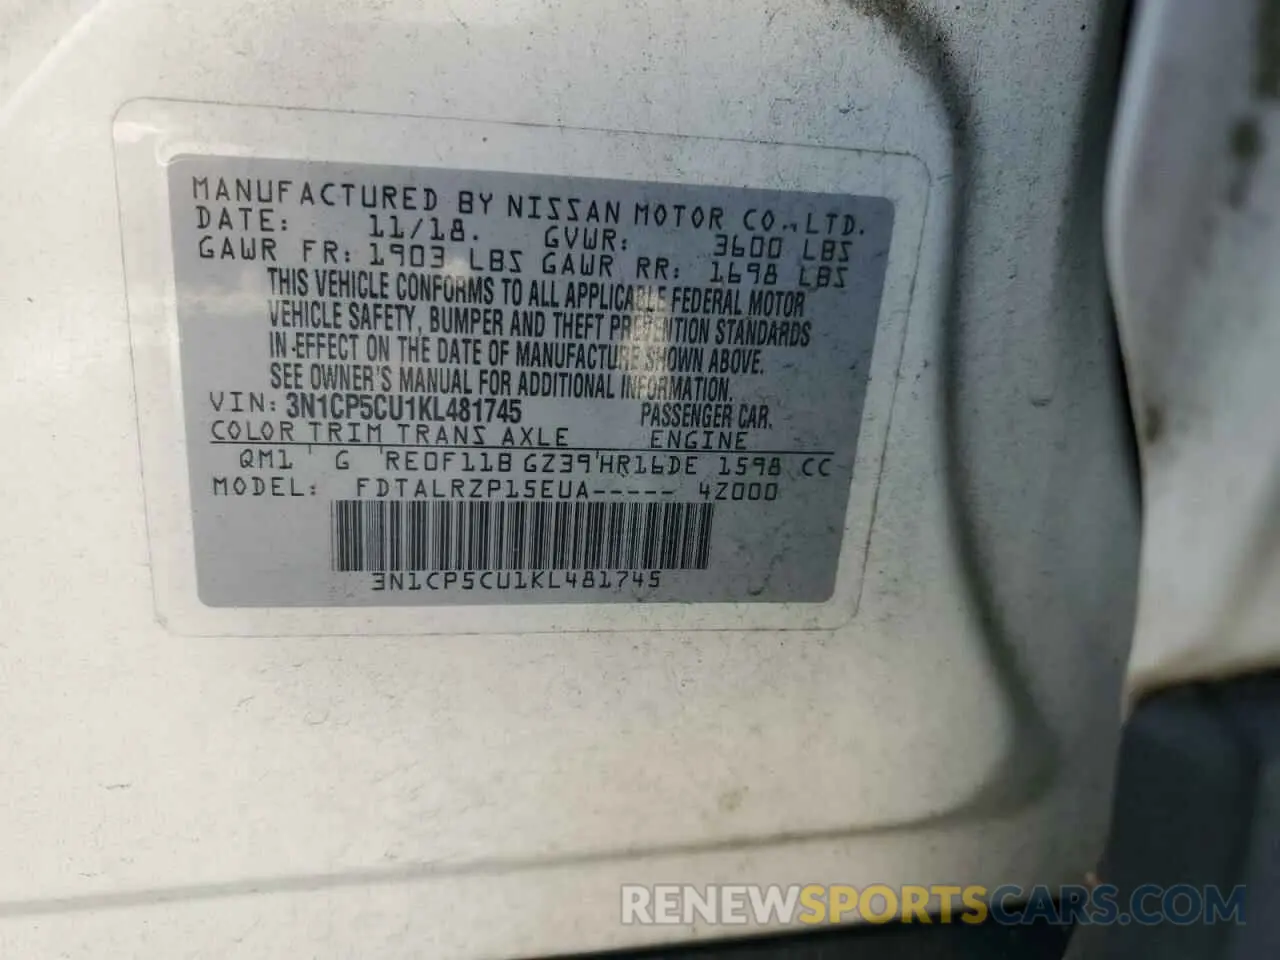 MANUFACTURED BY NISSAN MOTOR CO.,LTD.
DATE: 11/18. GVWR: 3600 LBS
GAWR FR: 1903 LBS GAWR RR: 1698 LBS
THIS VEHICLE CONFORMS TO ALL APPLICABLE FEDERAL MOTOR
VEHICLE SAFETY, BUMPER AND THEFT PREVENTION STANDARDS
IN EFFECT ON THE DATE OF MANUFACTURE SHOWN ABOVE.
SEE OWNER'S MANUAL FOR ADDITIONAL INFORMATION.
VIN: 3N1CP5CU1KL481745 PASSENGER CAR.
COLOR TRIM TRANS AXLE ENGINE
QM1 G RE0F11B GZ39 HR16DE 1598 CC
MODEL: FDTALRZP15EUA----- 4Z000
3N1CP5CU1KL481745
RENEWSPORTSCARS.COM